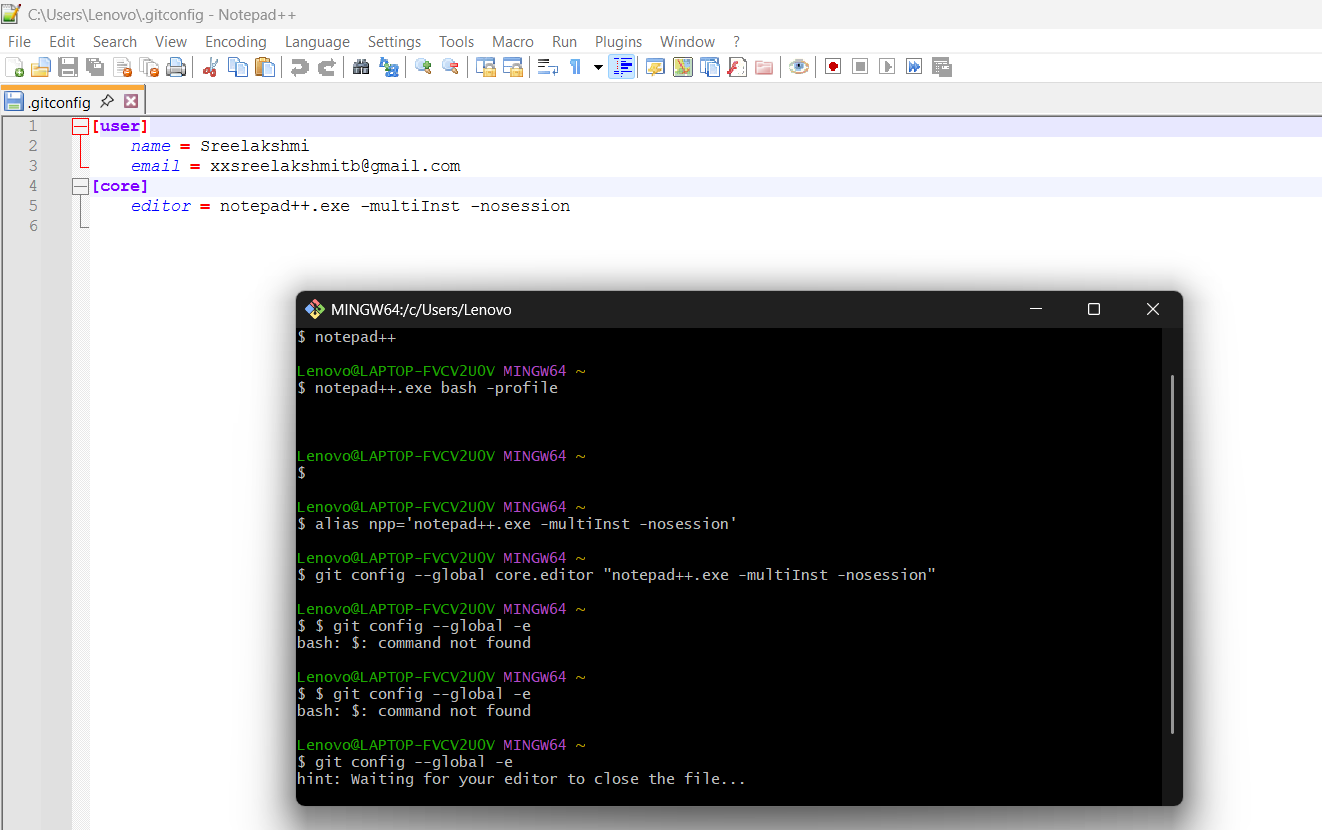 C:\Users\Lenovo\.gitconfig - Notepad++
File Edit Search View Encoding Language Settings Tools Macro Run Plugins Window ?
.gitconfig
1 [user]
2 name = Sreelakshmi
3 email = xxsreelakshmitb@gmail.com
4 [core]
5 editor = notepad++.exe -multiInst -nosession
6
MINGW64:/c/Users/Lenovo
$ notepad++
Lenovo@LAPTOP-FVCV2U0V MINGW64 ~
$ notepad++.exe bash -profile
Lenovo@LAPTOP-FVCV2U0V MINGW64 ~
$
Lenovo@LAPTOP-FVCV2U0V MINGW64 ~
$ alias npp='notepad++.exe -multiInst -nosession'
Lenovo@LAPTOP-FVCV2U0V MINGW64 ~
$ git config --global core.editor "notepad++.exe -multiInst -nosession"
Lenovo@LAPTOP-FVCV2U0V MINGW64 ~
$ $ git config --global -e
bash: $: command not found
Lenovo@LAPTOP-FVCV2U0V MINGW64 ~
$ $ git config --global -e
bash: $: command not found
Lenovo@LAPTOP-FVCV2U0V MINGW64 ~
$ git config --global -e
hint: Waiting for your editor to close the file...